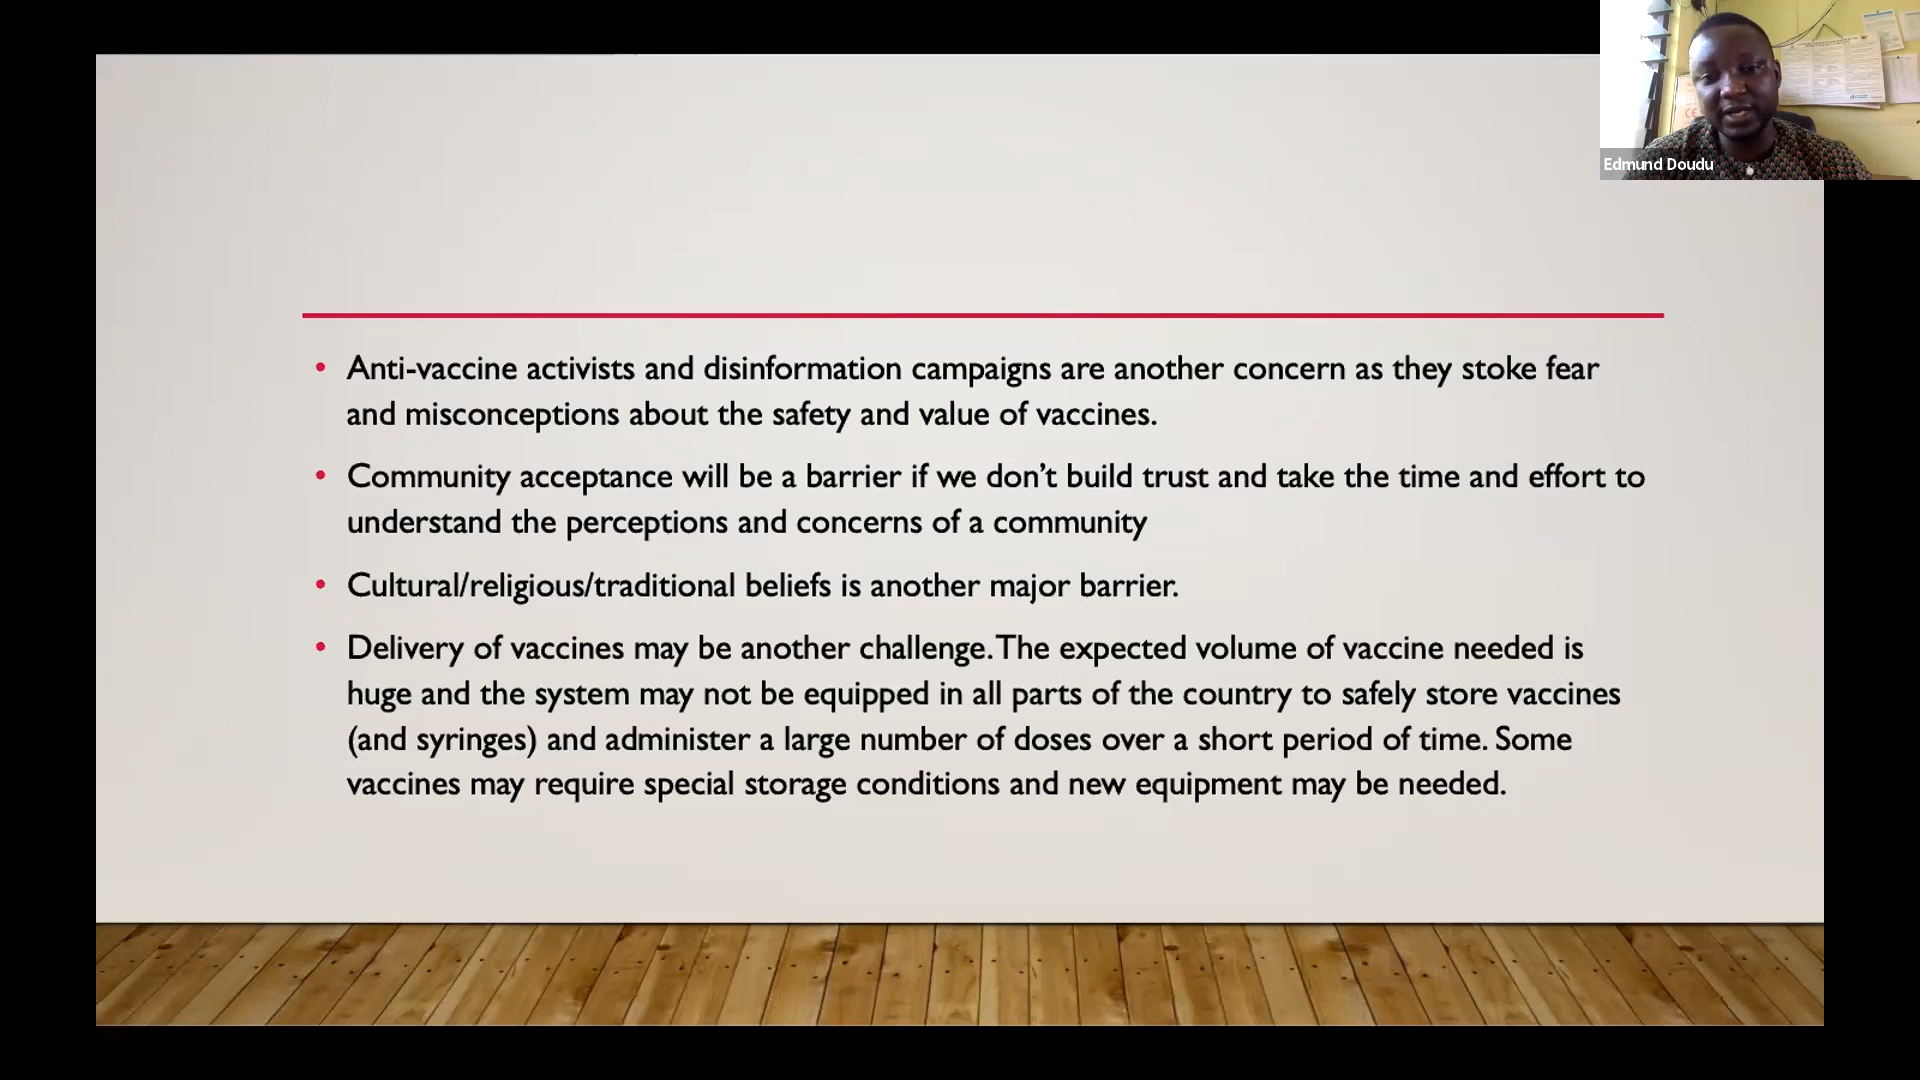 Edmund Doudu
• Anti-vaccine activists and disinformation campaigns are another concern as they stoke fear
and misconceptions about the safety and value of vaccines.
• Community acceptance will be a barrier if we don’t build trust and take the time and effort to
understand the perceptions and concerns of a community
• Cultural/religious/traditional beliefs is another major barrier.
• Delivery of vaccines may be another challenge. The expected volume of vaccine needed is
huge and the system may not be equipped in all parts of the country to safely store vaccines
(and syringes) and administer a large number of doses over a short period of time. Some
vaccines may require special storage conditions and new equipment may be needed.